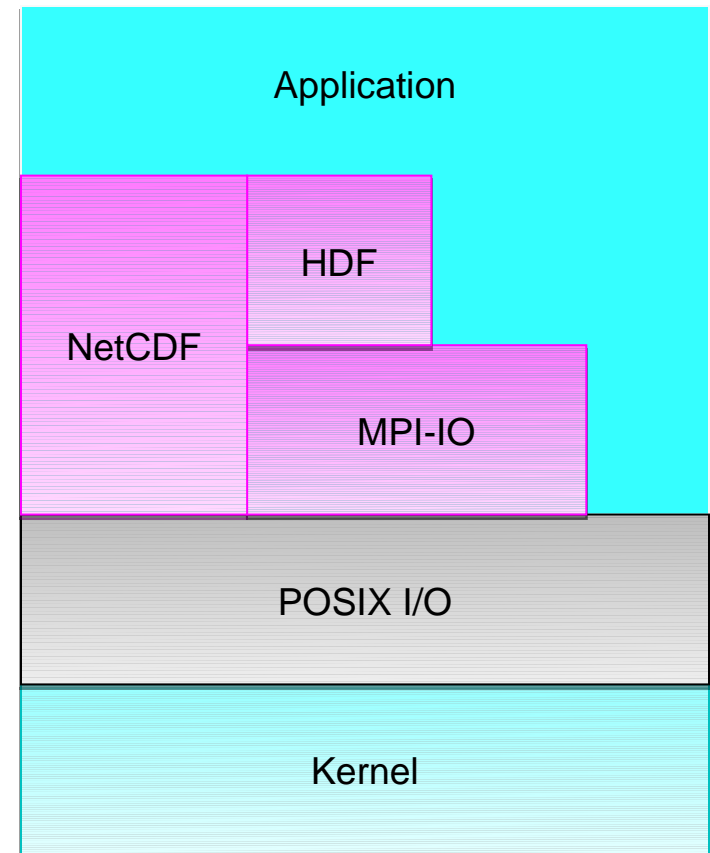 Application
HDF
NetCDF
MPI-IO
POSIX I/O
Kernel